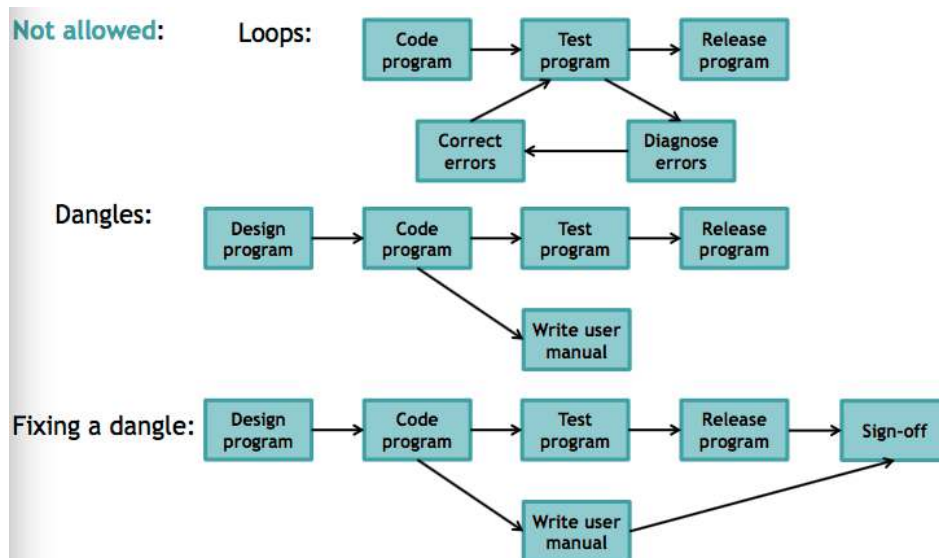 Not allowed: Loops:
Code
program
Test
program
Release
program
Correct
errors
Diagnose
errors
Dangles:
Design
program
Code
program
Test
program
Release
program
Write user
manual
Fixing a dangle:
Design
program
Code
program
Test
program
Release
program
Sign-off
Write user
manual